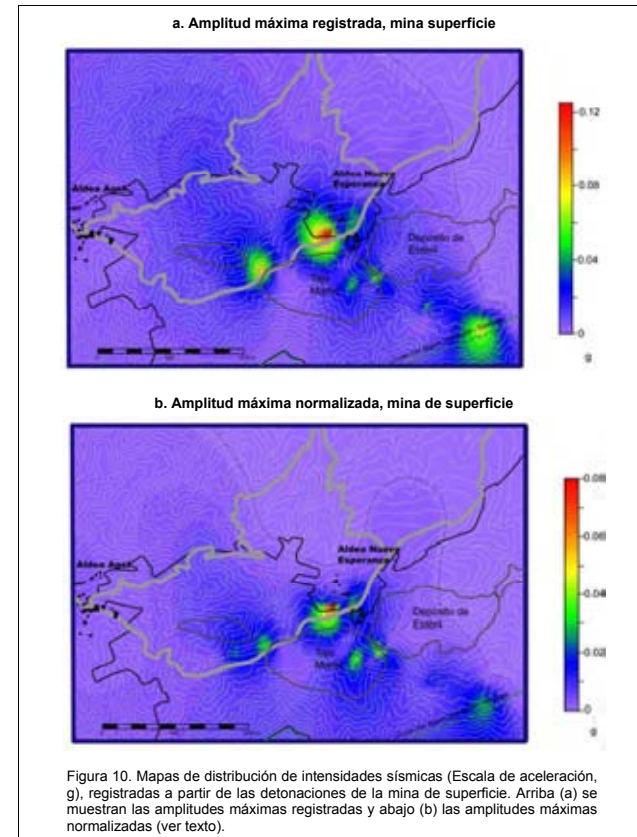 a. Amplitud máxima registrada, mina superficie
0.12
0.08
0.04
0
g
Aldea Nueva
Esperanza
Aldea Agel
Depósito de
Estéril
Tajo
Marlin
b. Amplitud máxima normalizada, mina de superficie
0.08
0.06
0.04
0.02
0
g
Aldea Nueva
Esperanza
Aldea Agel
Depósito de
Estéril
Tajo
Marlin
Figura 10. Mapas de distribución de intensidades sísmicas (Escala de aceleración,
g), registradas a partir de las detonaciones de la mina de superficie. Arriba (a) se
muestran las amplitudes máximas registradas y abajo (b) las amplitudes máximas
normalizadas (ver texto).